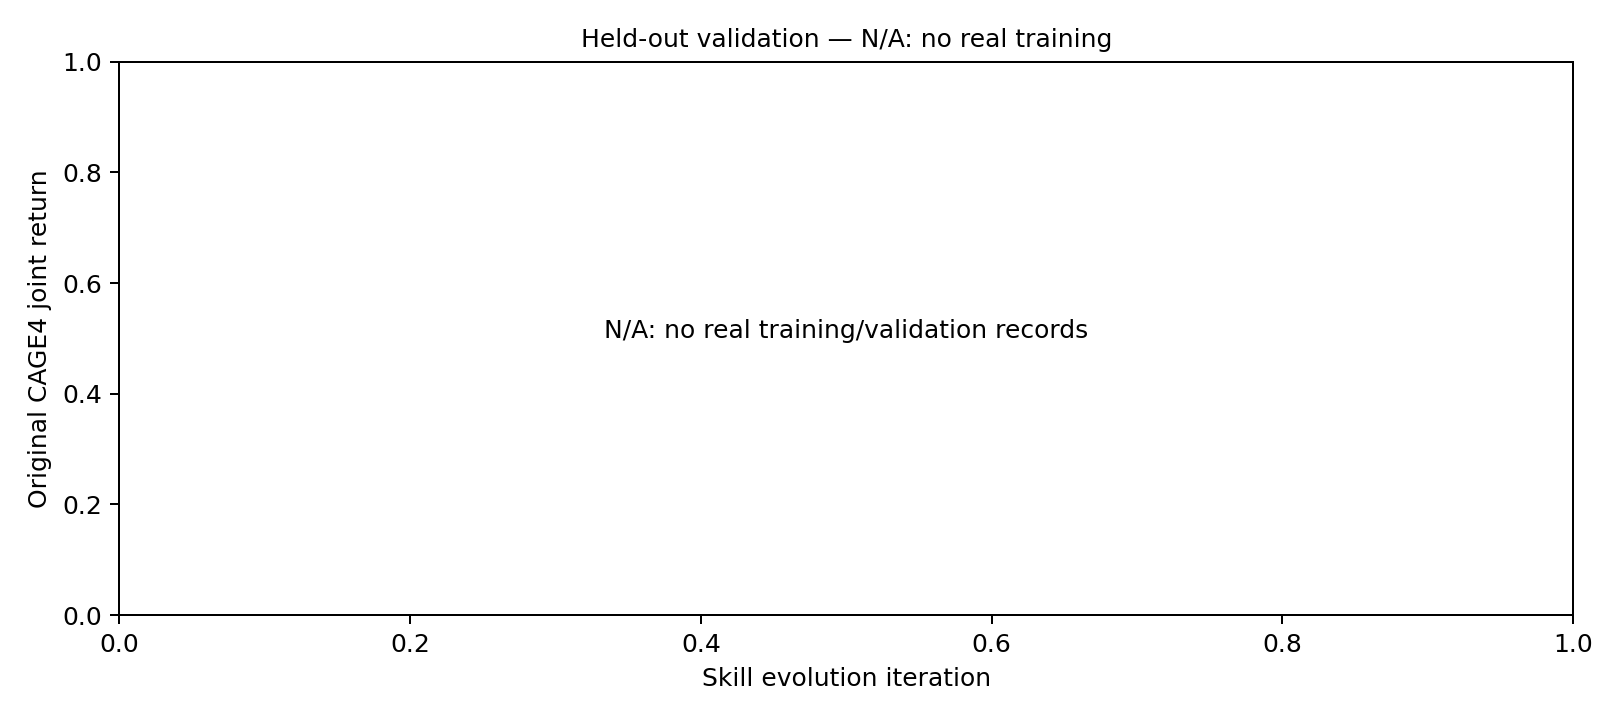 Held-out validation — N/A: no real training
Original CAGE4 joint return
1.0
0.8
0.6
0.4
0.2
0.0
N/A: no real training/validation records
0.0 0.2 0.4 0.6 0.8 1.0
Skill evolution iteration